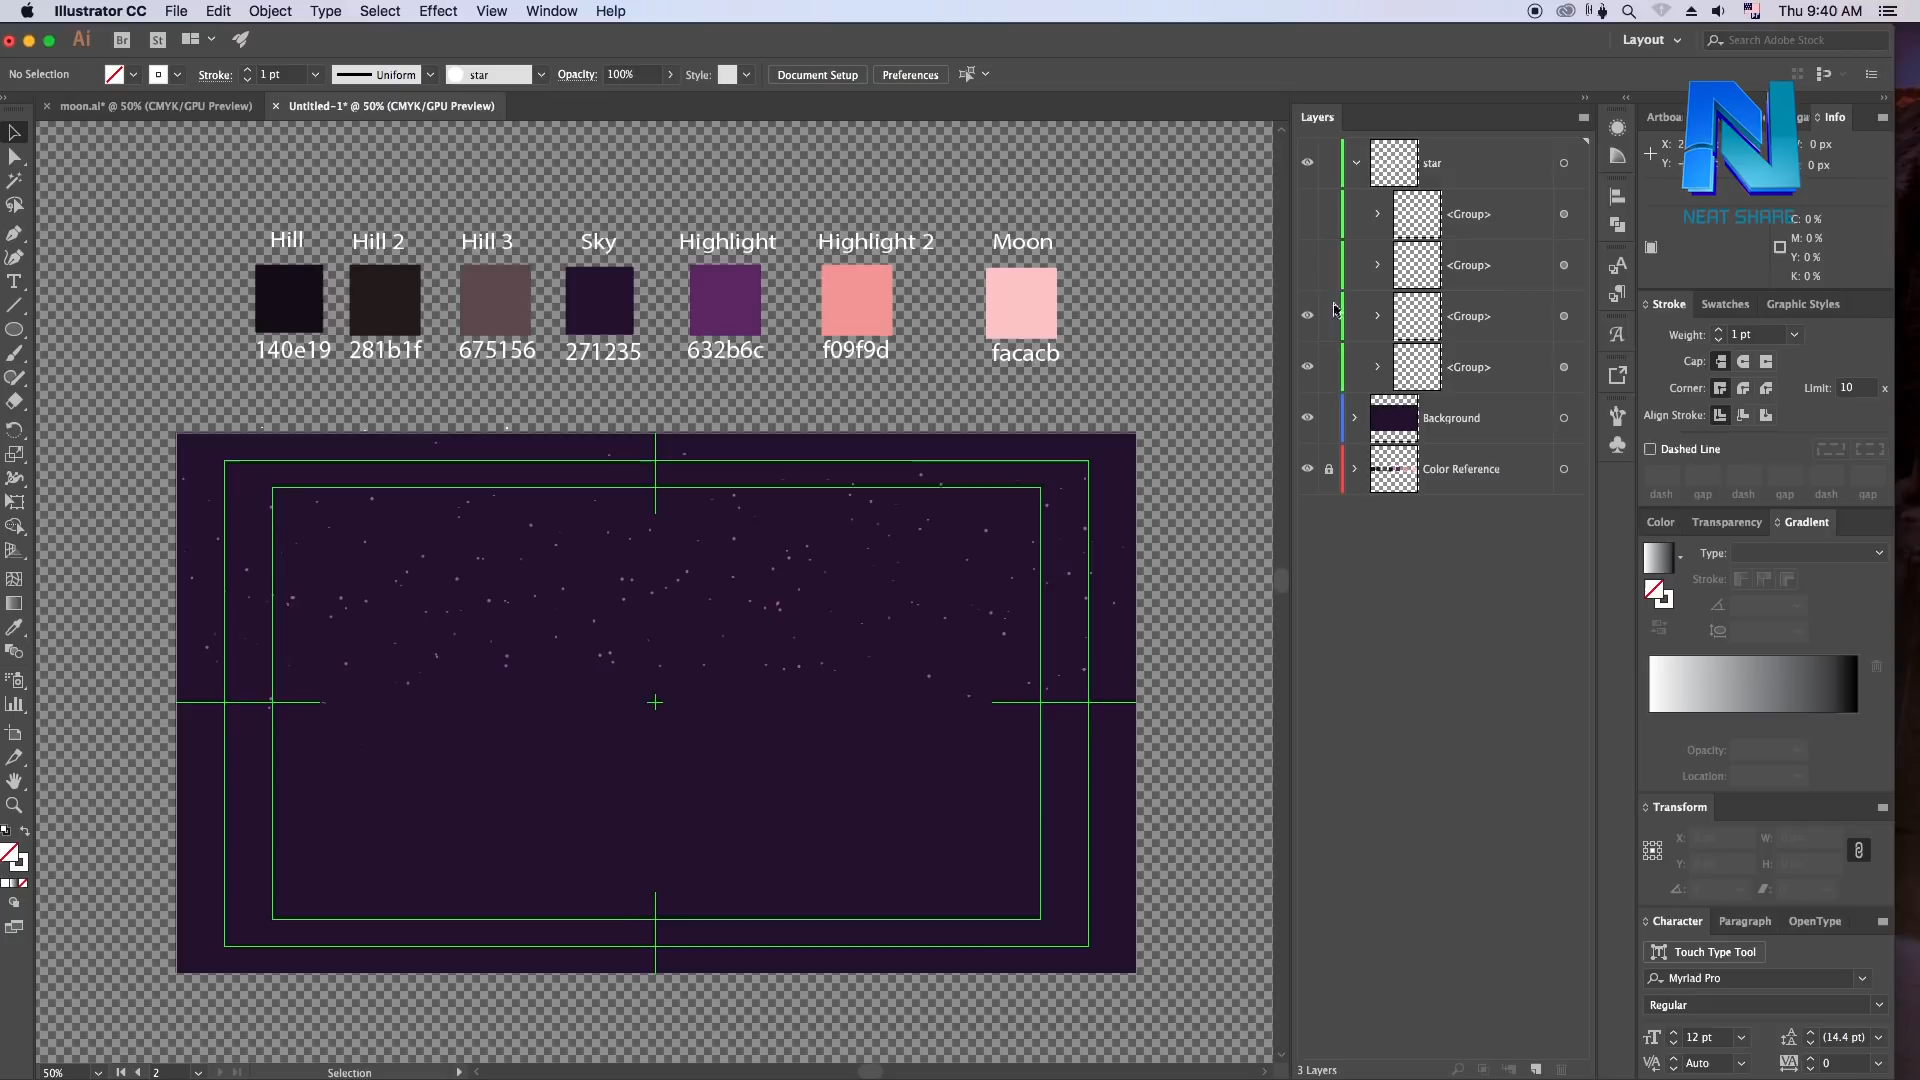 Illustrator CC File Edit Object Type Select Effect View Window Help
Thu 9:40 AM
Ai Br St
Layout
Search Adobe Stock
No Selection
Stroke: 1 pt
Uniform
star
Opacity: 100%
Style:
Document Setup
Preferences
× moon.ai* @ 50% (CMYK/GPU Preview)
× Untitled-1* @ 50% (CMYK/GPU Preview)
Layers
Info
star
<Group>
<Group>
<Group>
<Group>
Background
Color Reference
3 Layers
Hill Hill 2 Hill 3 Sky Highlight Highlight 2 Moon
140e19 281b1f 675156 271235 632b6c f09f9d facacb
X: 2
Y:
0 px
0 px
NEAT SHARE
C: 0 %
M: 0 %
Y: 0 %
K: 0 %
Stroke Swatches Graphic Styles
Weight: 1 pt
Cap:
Corner: Limit: 10 x
Align Stroke:
Dashed Line
dash gap dash gap dash gap
Color Transparency Gradient
Type:
Stroke:
Opacity:
Location:
Transform
X: W:
Y: H:
Character Paragraph OpenType
Touch Type Tool
Myriad Pro
Regular
12 pt (14.4 pt)
Auto 0
50% 2 Selection